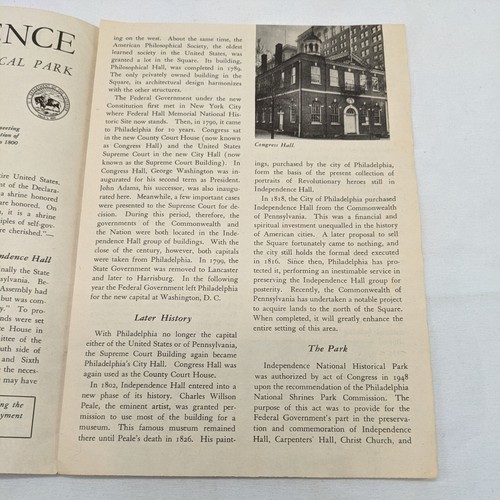 ENCE
CAL PARK
meeting
tion of
1800
ire United States.
nt of the Declara-
a shrine honored
are honored. On
, it is a shrine
iples of self-gov-
re cherished."—
ndence Hall
nally the State
sylvania. Be-
Assembly had
but was com-
y." To pro-
unds were set
te House in
mittee of the
uth side of
and Sixth
the neces-
may have
ing the
yment
ing on the west. About the same time, the
American Philosophical Society, the oldest
learned society in the United States, was
granted a lot in the Square. Its building,
Philosophical Hall, was completed in 1789.
The only privately owned building in the
Square, its architectural design harmonizes
with the other structures.
The Federal Government under the new
Constitution first met in New York City
where Federal Hall Memorial National His-
toric Site now stands. Then, in 1790, it came
to Philadelphia for 10 years. Congress sat
in the new County Court House (now known
as Congress Hall) and the United States
Supreme Court in the new City Hall (now
known as the Supreme Court Building). In
Congress Hall, George Washington was in-
augurated for his second term as President.
John Adams, his successor, was also inaugu-
rated here. Meanwhile, a few important cases
were presented to the Supreme Court for de-
cision. During this period, therefore, the
governments of the Commonwealth and
the Nation were both located in the Inde-
pendence Hall group of buildings. With the
close of the century, however, both capitals
were taken from Philadelphia. In 1799, the
State Government was removed to Lancaster
and later to Harrisburg. In the following
year the Federal Government left Philadelphia
for the new capital at Washington, D. C.
Later History
With Philadelphia no longer the capital
either of the United States or of Pennsylvania,
the Supreme Court Building again became
Philadelphia's City Hall. Congress Hall was
again used as the County Court House.
In 1802, Independence Hall entered into a
new phase of its history. Charles Willson
Peale, the eminent artist, was granted per-
mission to use most of the building for a
museum. This famous museum remained
there until Peale's death in 1826. His paint-
Congress Hall.
ings, purchased by the city of Philadelphia,
form the basis of the present collection of
portraits of Revolutionary heroes still in
Independence Hall.
In 1818, the City of Philadelphia purchased
Independence Hall from the Commonwealth
of Pennsylvania. This was a financial and
spiritual investment unequalled in the history
of American cities. A later proposal to sell
the Square fortunately came to nothing, and
the city still holds the formal deed executed
in 1816. Since then, Philadelphia has pro-
tected it, performing an inestimable service in
preserving the Independence Hall group for
posterity. Recently, the Commonwealth of
Pennsylvania has undertaken a notable project
to acquire lands to the north of the Square.
When completed, it will greatly enhance the
entire setting of this area.
The Park
Independence National Historical Park
was authorized by act of Congress in 1948
upon the recommendation of the Philadelphia
National Shrines Park Commission. The
purpose of this act was to provide for the
Federal Government's part in the preserva-
tion and commemoration of Independence
Hall, Carpenters' Hall, Christ Church, and